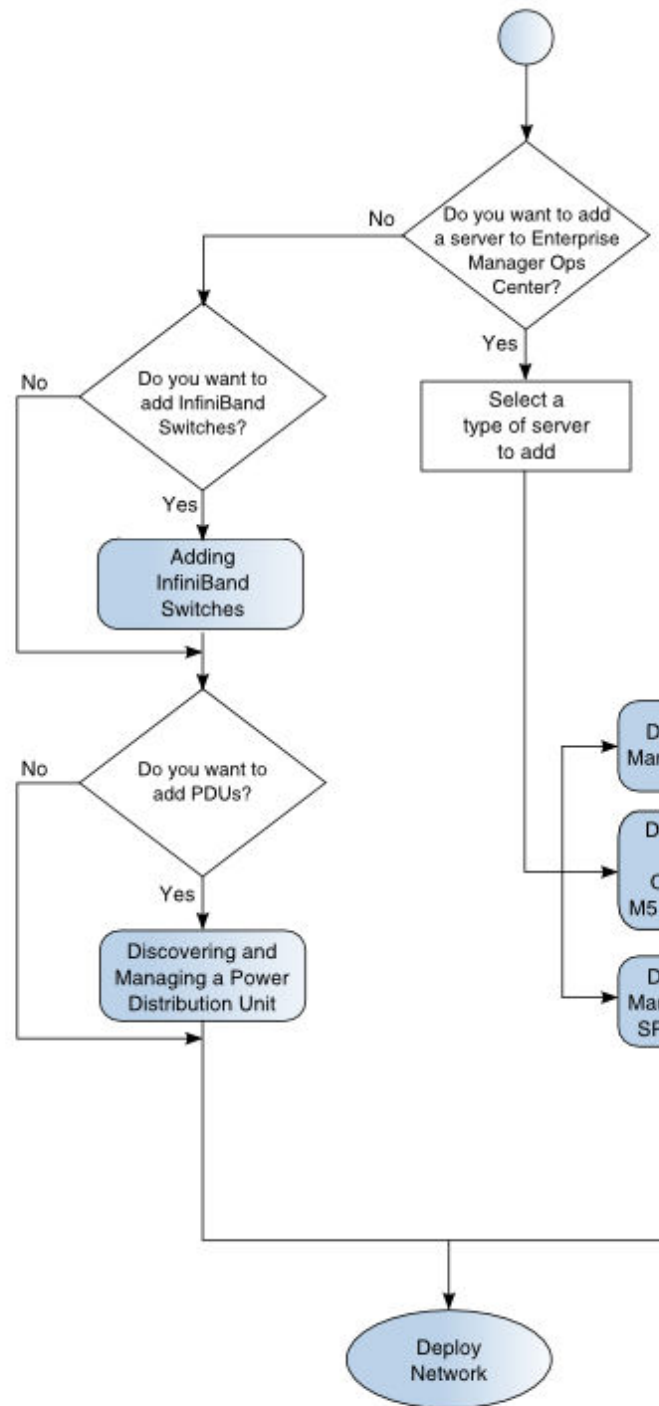 Do you want to add
a server to Enterprise
Manager Ops
Center?
No
Yes
Do you want to
add InfiniBand
Switches?
No
Yes
Select a
type of server
to add
Adding
InfiniBand
Switches
Do you want to
add PDUs?
No
Yes
Discovering and
Managing a Power
Distribution Unit
M5
Deploy
Network